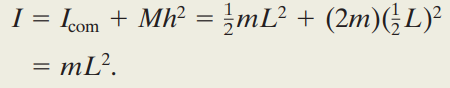 I = I_com + Mh² = ½mL² + (2m)(½L)²
= mL².